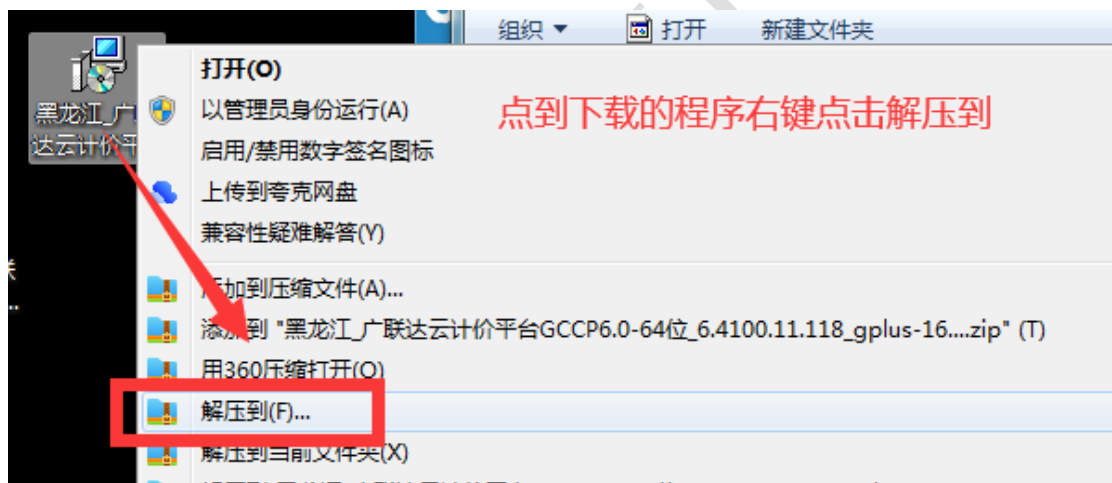 组织 打开 新建文件夹
黑龙江_广
达云计价平
打开(O)
以管理员身份运行(A)
点到下载的程序右键点击解压到
启用/禁用数字签名图标
上传到夸克网盘
兼容性疑难解答(Y)
添加到压缩文件(A)...
添加到 "黑龙江_广联达云计价平台GCCP6.0-64位_6.4100.11.118_gplus-16....zip" (T)
用360压缩打开(Q)
解压到(F)...
解压到当前文件夹(X)